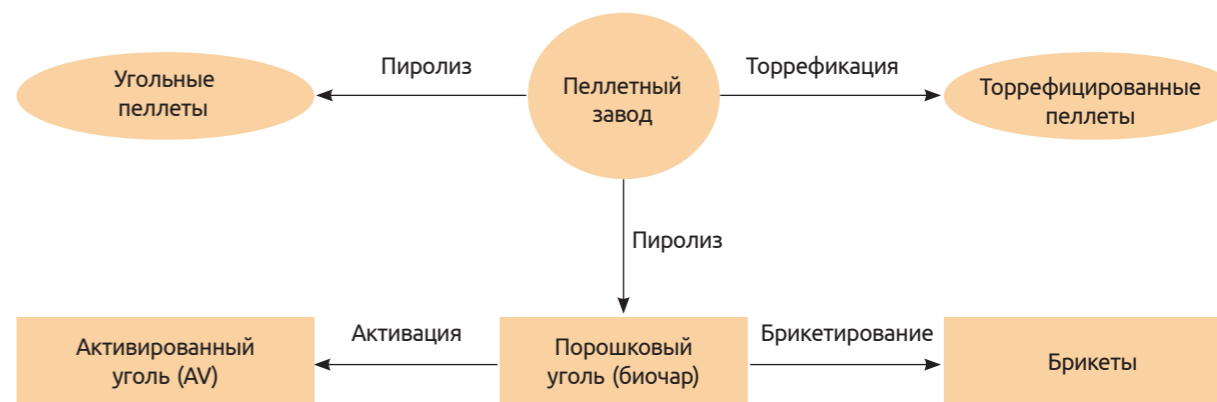 Угольные
пеллеты
Пиролиз
Пеллетный
завод
Торрефикация
Торрефицированные
пеллеты
Пиролиз
Активированный
уголь (AV)
Активация
Порошковый
уголь (биочар)
Брикетирование
Брикеты